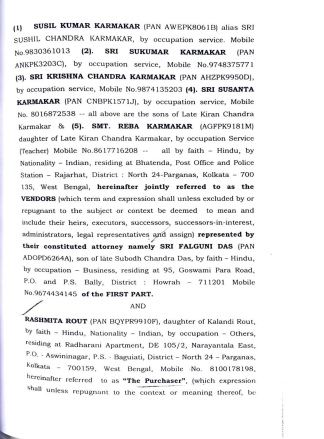 (1) SUSIL KUMAR KARMAKAR (PAN AWEPK8061B) alias SRI
SUSHIL CHANDRA KARMAKAR, by occupation service. Mobile
No.9830361013 (2). SRI SUKUMAR KARMAKAR (PAN
ANKPK3203C), by occupation service, Mobile No.9748375771
(3). SRI KRISHNA CHANDRA KARMAKAR (PAN AHZPK9950D),
by occupation service, Mobile No.9874135203 (4). SRI SUSANTA
KARMAKAR (PAN CNBPK1571J), by occupation service, Mobile
No. 8016872538 -- all above are the sons of Late Kiran Chandra
Karmakar & (5). SMT. REBA KARMAKAR (AGFPK9181M)
daughter of Late Kiran Chandra Karmakar, by occupation Service
(Teacher) Mobile No.8617716208 -- all by faith – Hindu, by
Nationality – Indian, residing at Bhatenda, Post Office and Police
Station – Rajarhat, District : North 24-Parganas, Kolkata – 700
135, West Bengal, hereinafter jointly referred to as the
VENDORS (which term and expression shall unless excluded by or
repugnant to the subject or context be deemed to mean and
include their heirs, executors, successors, successors-in-interest,
administrators, legal representatives and assign) represented by
their constituted attorney namely SRI FALGUNI DAS (PAN
ADOPD6264A), son of late Subodh Chandra Das, by faith – Hindu,
by occupation – Business, residing at 95, Goswami Para Road,
P.O. and P.S. Bally, District : Howrah – 711201 Mobile
No.9674434145 of the FIRST PART.
AND
RASHMITA ROUT (PAN BQYPR9910F), daughter of Kalandi Rout,
by faith – Hindu, Nationality – Indian, by occupation – Others,
residing at Radharani Apartment, DE 105/2, Narayantala East,
P.O. - Aswininagar, P.S. - Baguiati, District – North 24 – Parganas,
Kolkata – 700159, West Bengal, Mobile No. 8100178198,
hereinafter referred to as "The Purchaser", (which expression
shall unless repugnant to the context or meaning thereof, be